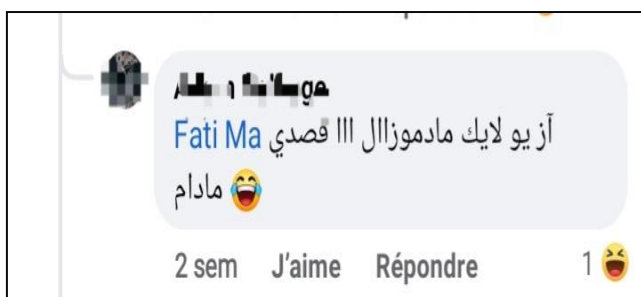 Fati Ma آز يو لايك مادموزاال ااا قصدي
مادام 😂
2 sem J'aime Répondre 1 😆